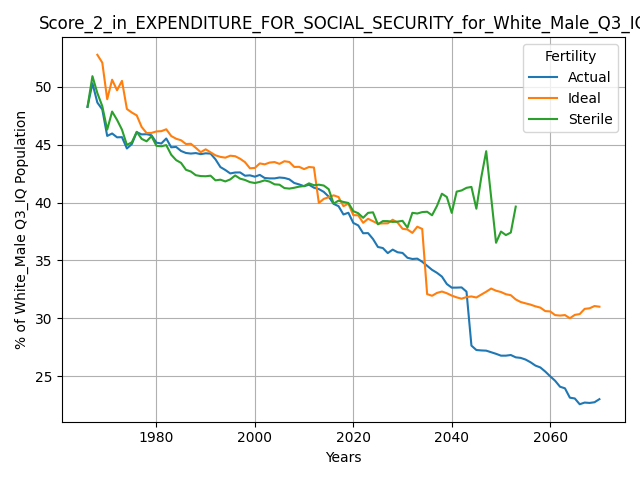 Score_2_in_EXPENDITURE_FOR_SOCIAL_SECURITY_for_White_Male_Q3_IQ
Fertility
Actual
Ideal
Sterile
% of White_Male Q3_IQ Population
50
45
40
35
30
25
1980 2000 2020 2040 2060
Years